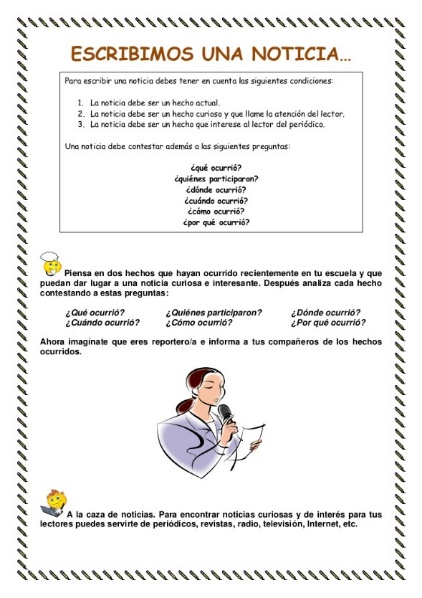 ESCRIBIMOS UNA NOTICIA...
Para escribir una noticia debes tener en cuenta las siguientes condiciones:
1. La noticia debe ser un hecho actual.
2. La noticia debe ser un hecho curioso y que llame la atención del lector.
3. La noticia debe ser un hecho que interese al lector del periódico.
Una noticia debe contestar además a las siguientes preguntas:
¿qué ocurrió?
¿quiénes participaron?
¿dónde ocurrió?
¿cuándo ocurrió?
¿cómo ocurrió?
¿por qué ocurrió?
Piensa en dos hechos que hayan ocurrido recientemente en tu escuela y que
puedan dar lugar a una noticia curiosa e interesante. Después analiza cada hecho
contestando a estas preguntas:
¿Qué ocurrió? ¿Quiénes participaron? ¿Dónde ocurrió?
¿Cuándo ocurrió? ¿Cómo ocurrió? ¿Por qué ocurrió?
Ahora imagínate que eres reportero/a e informa a tus compañeros de los hechos
ocurridos.
A la caza de noticias. Para encontrar noticias curiosas y de interés para tus
lectores puedes servirte de periódicos, revistas, radio, televisión, Internet, etc.